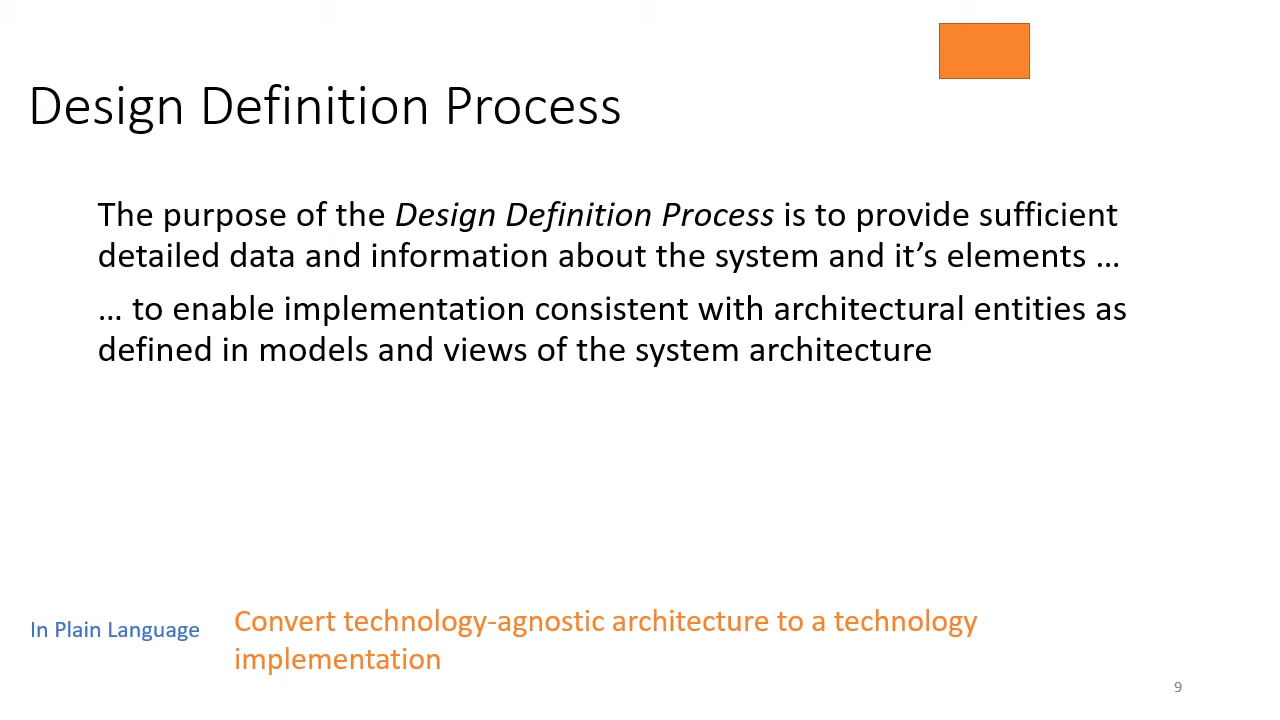 Design Definition Process
The purpose of the Design Definition Process is to provide sufficient
detailed data and information about the system and it’s elements …
… to enable implementation consistent with architectural entities as
defined in models and views of the system architecture
In Plain Language
Convert technology-agnostic architecture to a technology
implementation
9